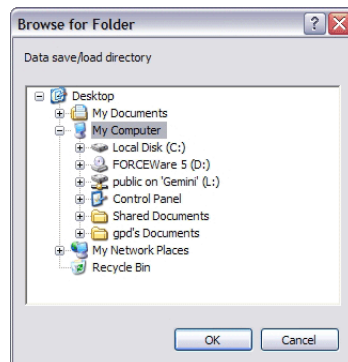 Browse for Folder
Data save/load directory
Desktop
My Documents
My Computer
Local Disk (C:)
FORCEWare 5 (D:)
public on 'Gemini' (L:)
Control Panel
Shared Documents
gpd's Documents
My Network Places
Recycle Bin
OK Cancel